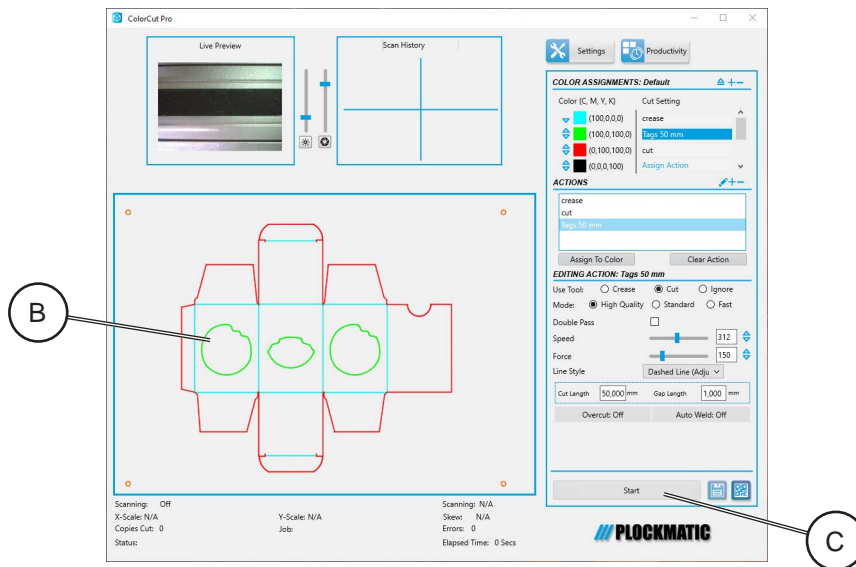 ColorCut Pro
Live Preview
Scan History
Settings
Productivity
COLOR ASSIGNMENTS: Default
Color (C, M, Y, K) Cut Setting
(100,0,0,0) crease
(100,0,100,0) Tags 50 mm
(0,100,100,0) cut
(0,0,0,100) Assign Action
ACTIONS
crease
cut
Tags 50 mm
Assign To Color Clear Action
EDITING ACTION: Tags 50 mm
Use Tool: Crease Cut Ignore
Mode: High Quality Standard Fast
Double Pass
Speed 312
Force 150
Line Style Dashed Line (Adju
Cut Length 50,000 mm Gap Length 1,000 mm
Overcut: Off Auto Weld: Off
Start
B
C
Scanning: Off Scanning: N/A
X-Scale: N/A Y-Scale: N/A Skew: N/A
Copies Cut: 0 Job: Errors: 0
Status: Elapsed Time: 0 Secs
PLOCKMATIC